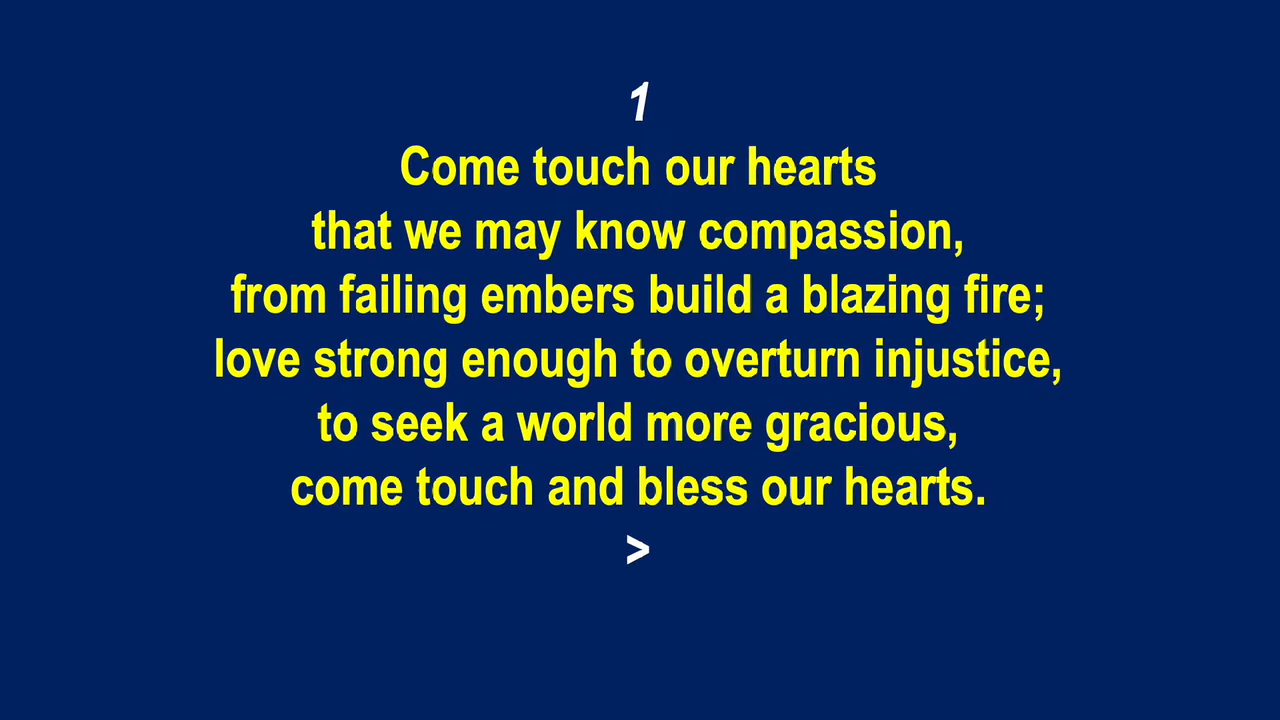 1
Come touch our hearts
that we may know compassion,
from failing embers build a blazing fire;
love strong enough to overturn injustice,
to seek a world more gracious,
come touch and bless our hearts.
>